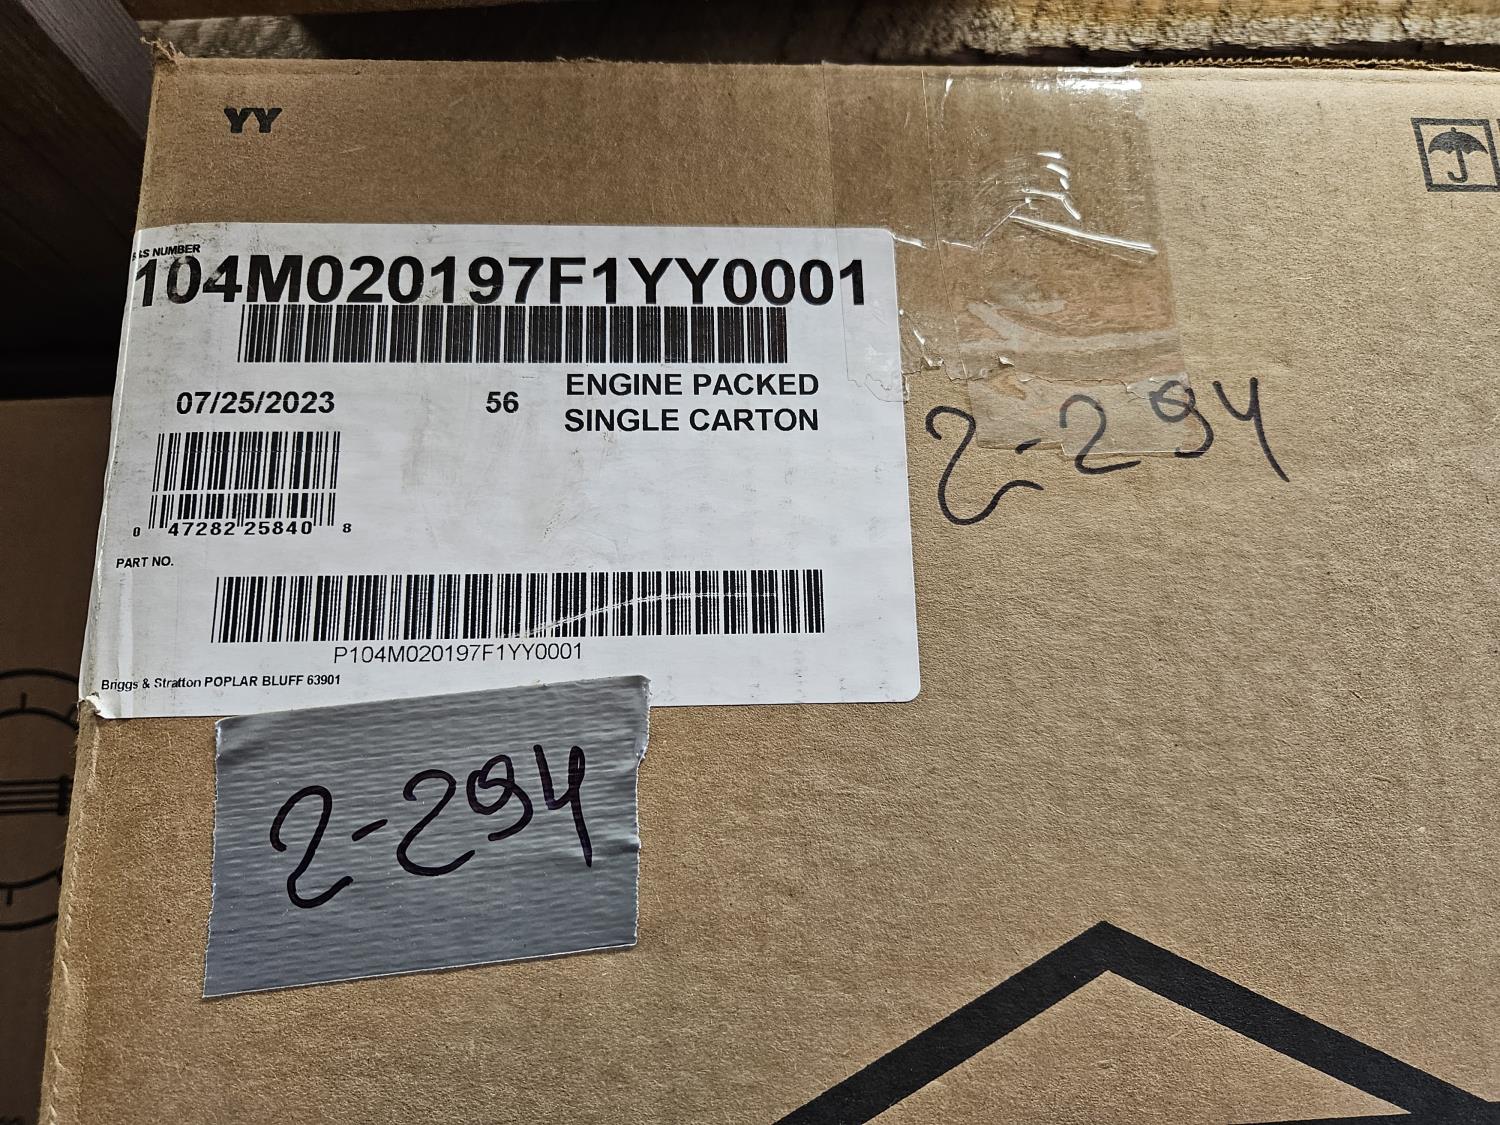 YY
B&S NUMBER
104M020197F1YY0001
07/25/2023 56 ENGINE PACKED
SINGLE CARTON
0 47282 25840 8
PART NO.
P104M020197F1YY0001
Briggs & Stratton POPLAR BLUFF 63901
2-294
2-294